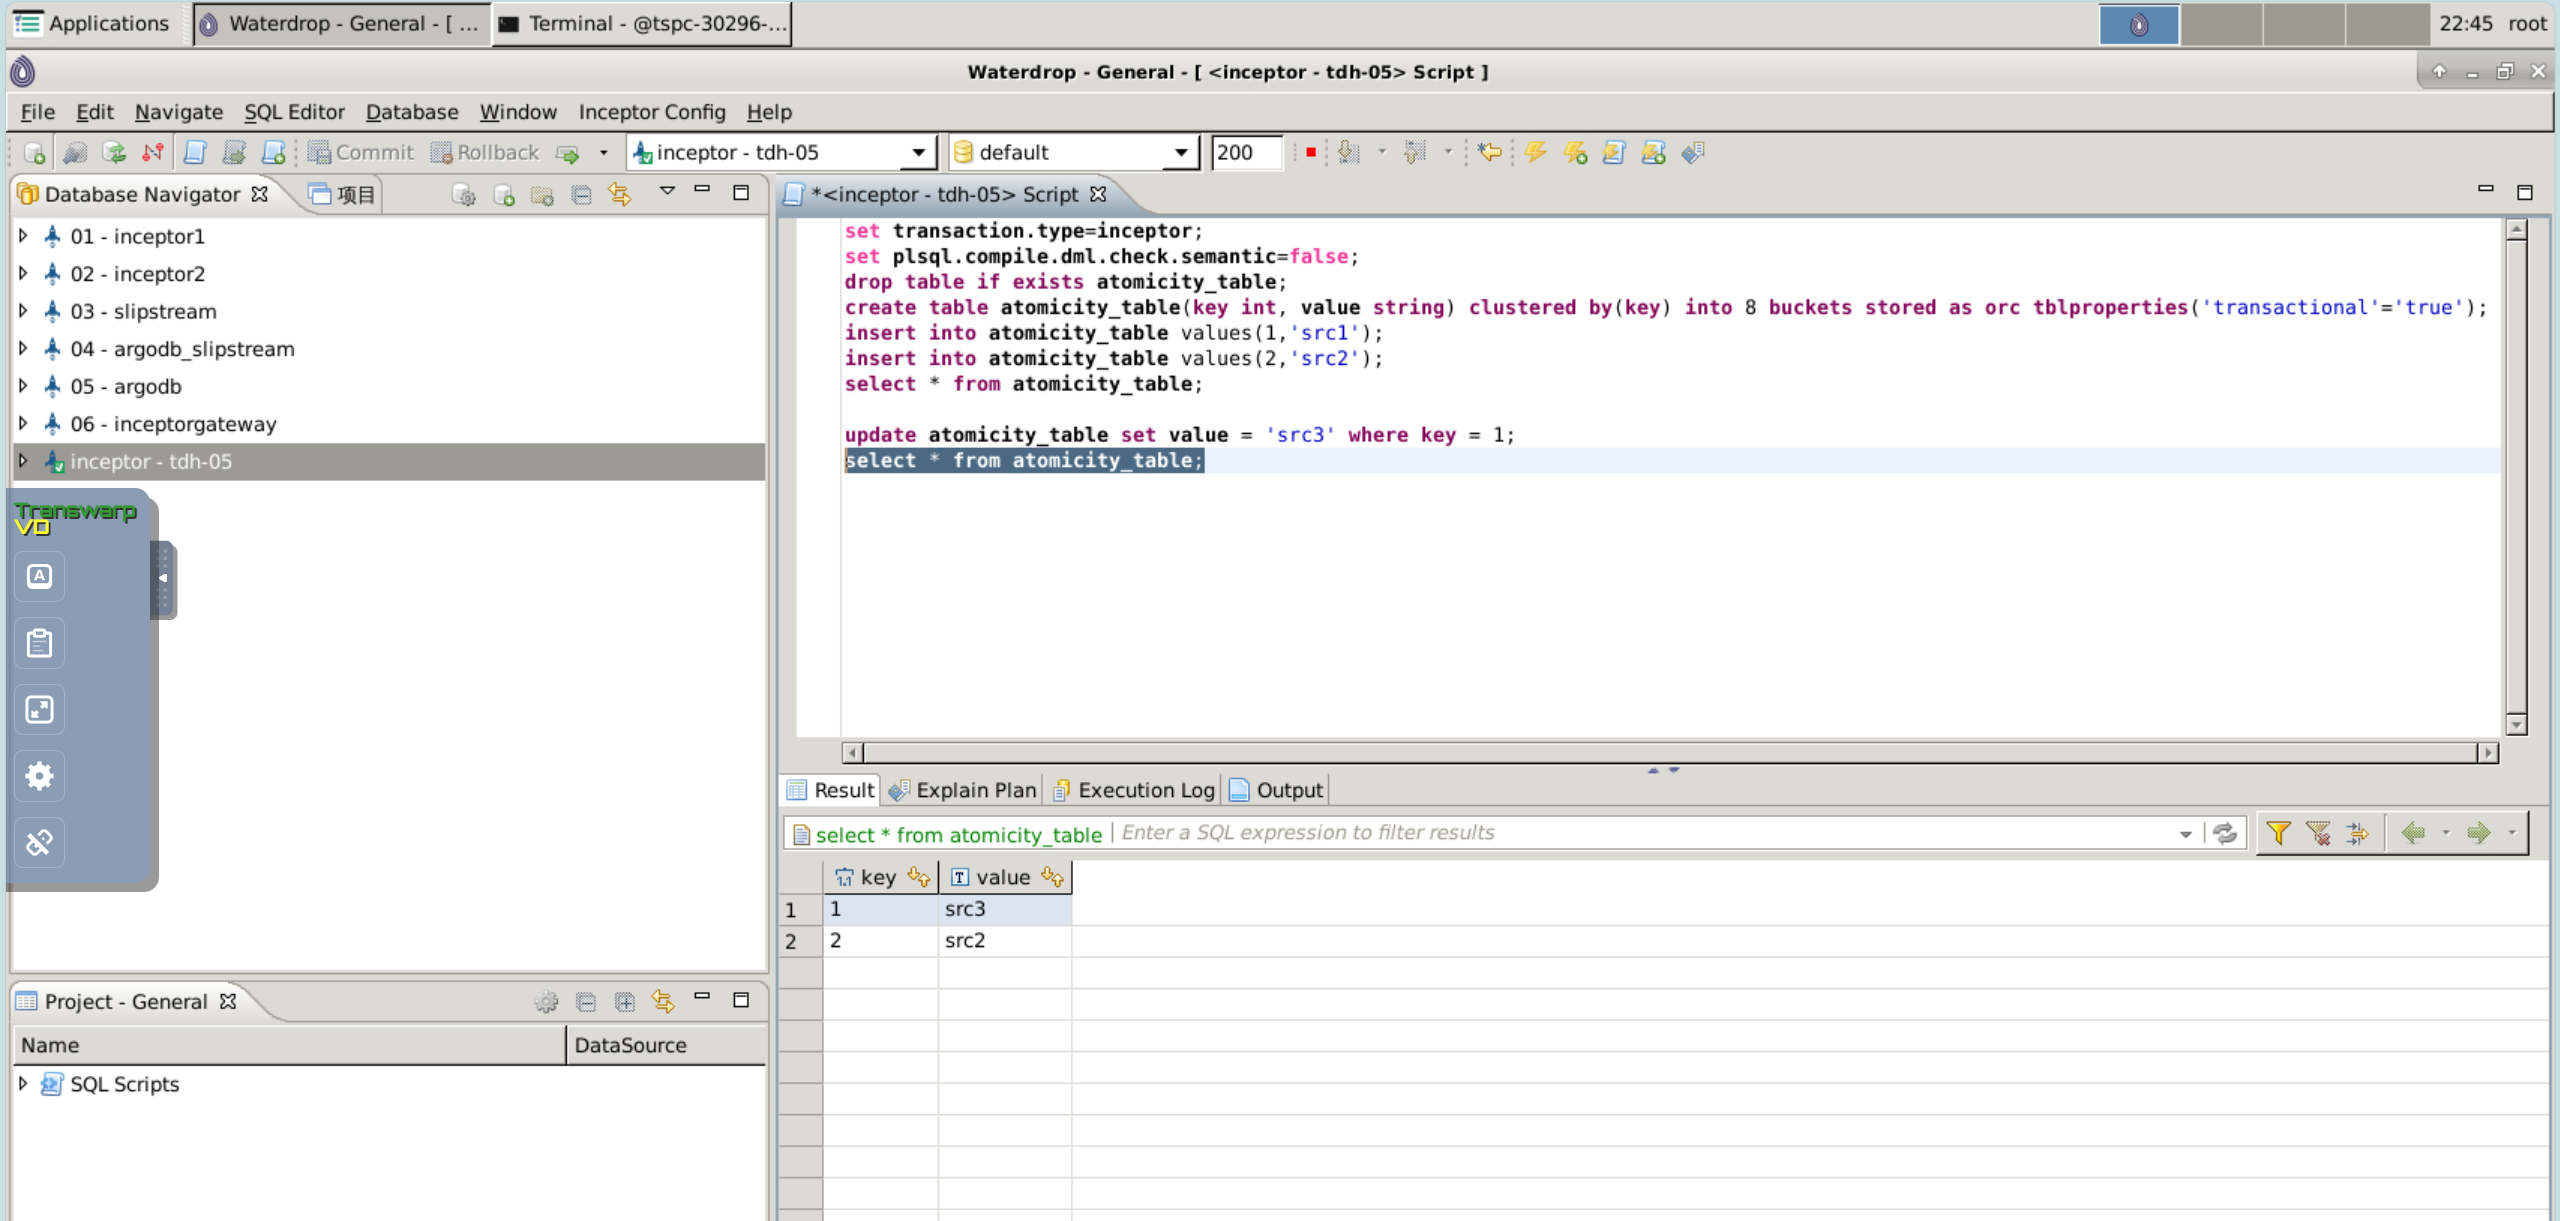 Applications
Waterdrop - General - [ ...
Terminal - @tspc-30296-...
22:45 root
Waterdrop - General - [ <inceptor - tdh-05> Script ]
File Edit Navigate SQL Editor Database Window Inceptor Config Help
Commit Rollback inceptor - tdh-05 default 200
Database Navigator 项目
01 - inceptor1
02 - inceptor2
03 - slipstream
04 - argodb_slipstream
05 - argodb
06 - inceptorgateway
inceptor - tdh-05
Transwarp
VD
A
*<inceptor - tdh-05> Script
set transaction.type=inceptor;
set plsql.compile.dml.check.semantic=false;
drop table if exists atomicity_table;
create table atomicity_table(key int, value string) clustered by(key) into 8 buckets stored as orc tblproperties('transactional'='true');
insert into atomicity_table values(1,'src1');
insert into atomicity_table values(2,'src2');
select * from atomicity_table;
update atomicity_table set value = 'src3' where key = 1;
select * from atomicity_table;
Result Explain Plan Execution Log Output
select * from atomicity_table Enter a SQL expression to filter results
1.1 key T value
1 1 src3
2 2 src2
Project - General
Name DataSource
SQL Scripts